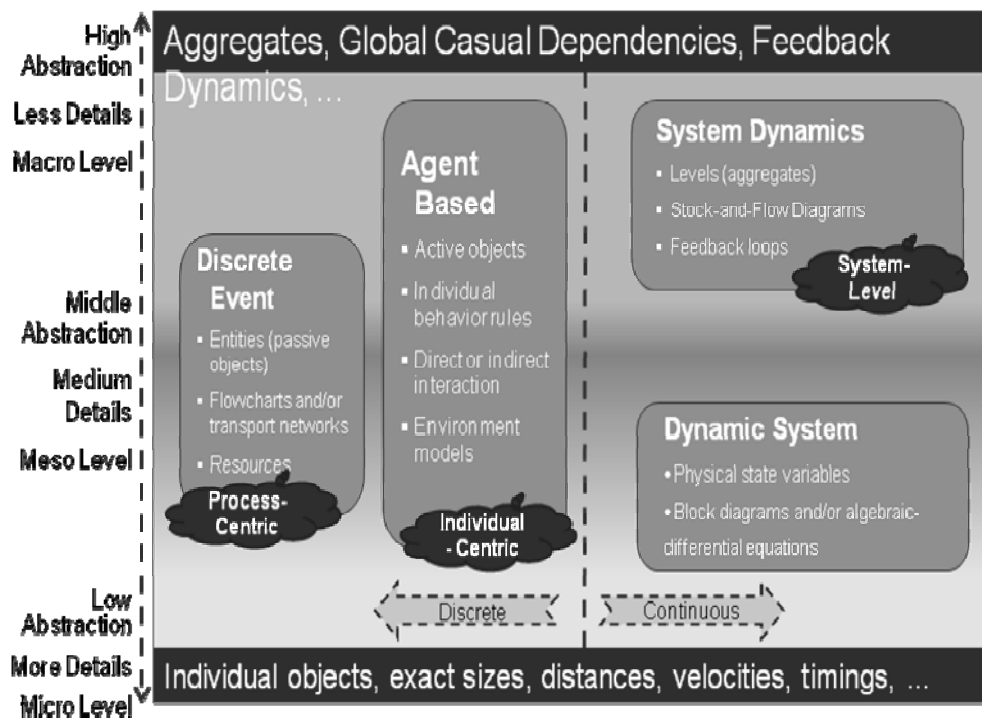 High
Abstraction
Less Details
Macro Level
Middle
Abstraction
Medium
Details
Meso Level
Low
Abstraction
More Details
Micro Level
Aggregates, Global Casual Dependencies, Feedback
Dynamics, ...
Discrete
Event
▪ Entities (passive
objects)
▪ Flowcharts and/or
transport networks
▪ Resources
Process-
Centric
Agent
Based
▪ Active objects
▪ Individual
behavior rules
▪ Direct or indirect
interaction
▪ Environment
models
Individual
-Centric
System Dynamics
▪ Levels (aggregates)
▪ Stock-and-Flow Diagrams
▪ Feedback loops
System-
Level
Dynamic System
•Physical state variables
•Block diagrams and/or algebraic-
differential equations
Discrete
Continuous
Individual objects, exact sizes, distances, velocities, timings, ...